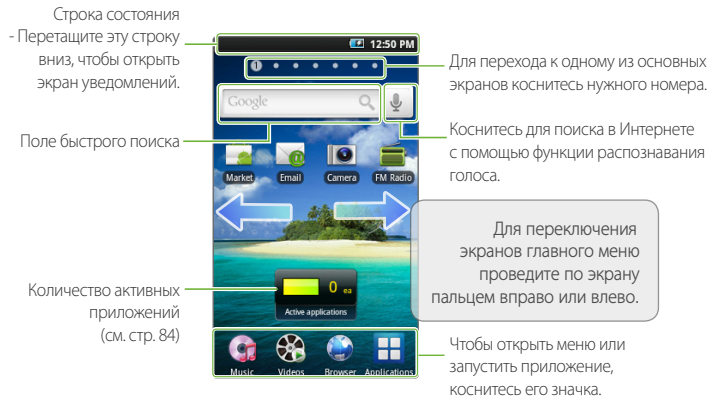 Строка состояния
- Перетащите эту строку
вниз, чтобы открыть
экран уведомлений.
12:50 PM
1
Для перехода к одному из основных
экранов коснитесь нужного номера.
Google
Поле быстрого поиска
Коснитесь для поиска в Интернете
с помощью функции распознавания
голоса.
Market Email Camera FM Radio
Для переключения
экранов главного меню
проведите по экрану
пальцем вправо или влево.
Количество активных
приложений
(см. стр. 84)
0 ea
Active applications
Music Videos Browser Applications
Чтобы открыть меню или
запустить приложение,
коснитесь его значка.